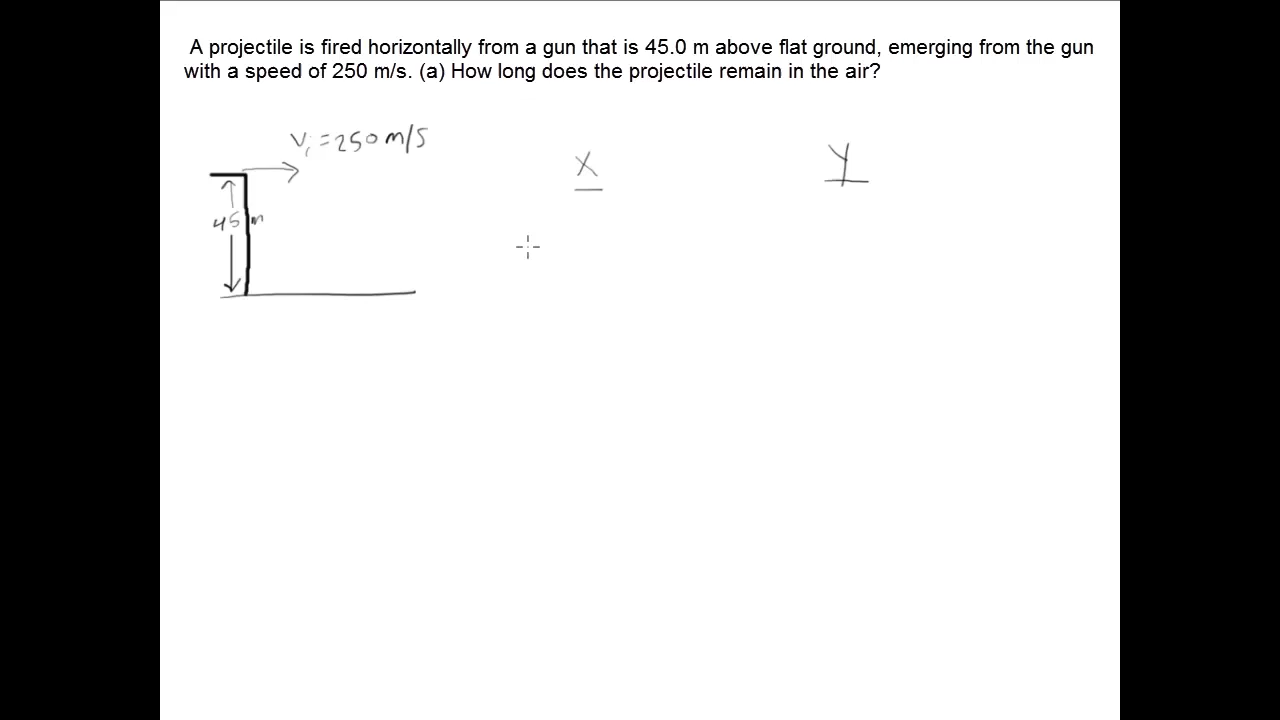 A projectile is fired horizontally from a gun that is 45.0 m above flat ground, emerging from the gun
with a speed of 250 m/s. (a) How long does the projectile remain in the air?
Vi = 250 m/s
X
Y
45 m